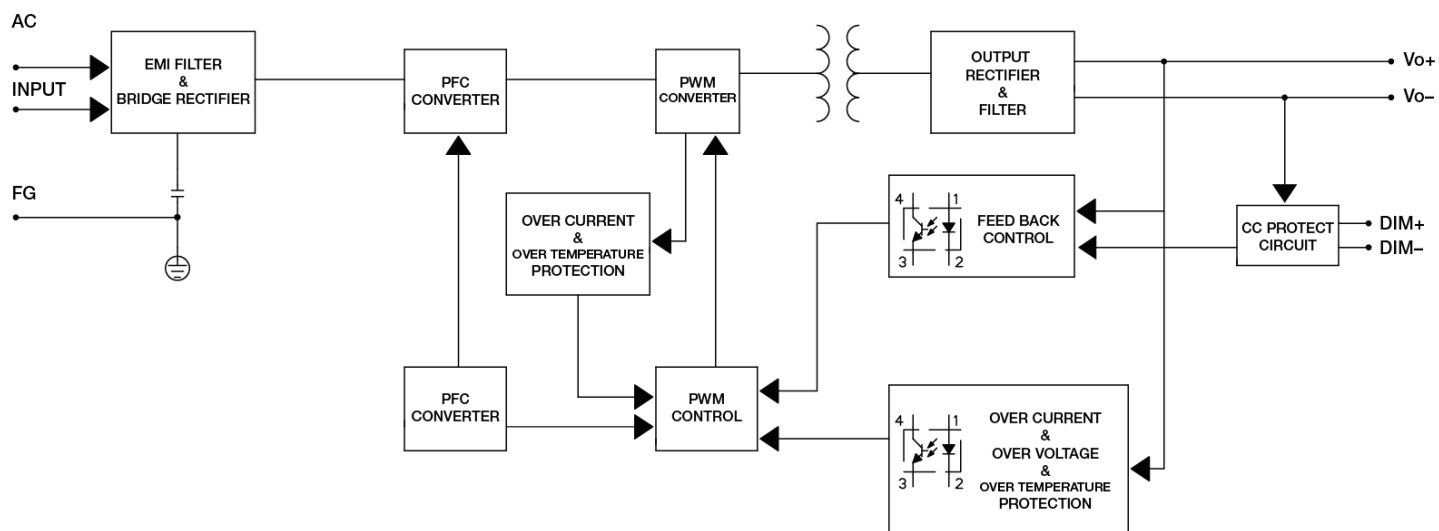 AC
INPUT
FG
EMI FILTER
&
BRIDGE RECTIFIER
PFC
CONVERTER
PWM
CONVERTER
OUTPUT
RECTIFIER
&
FILTER
Vo+
Vo−
OVER CURRENT
&
OVER TEMPERATURE
PROTECTION
4 1
3 2
FEED BACK
CONTROL
CC PROTECT
CIRCUIT
DIM+
DIM−
PFC
CONVERTER
PWM
CONTROL
4 1
3 2
OVER CURRENT
&
OVER VOLTAGE
&
OVER TEMPERATURE
PROTECTION